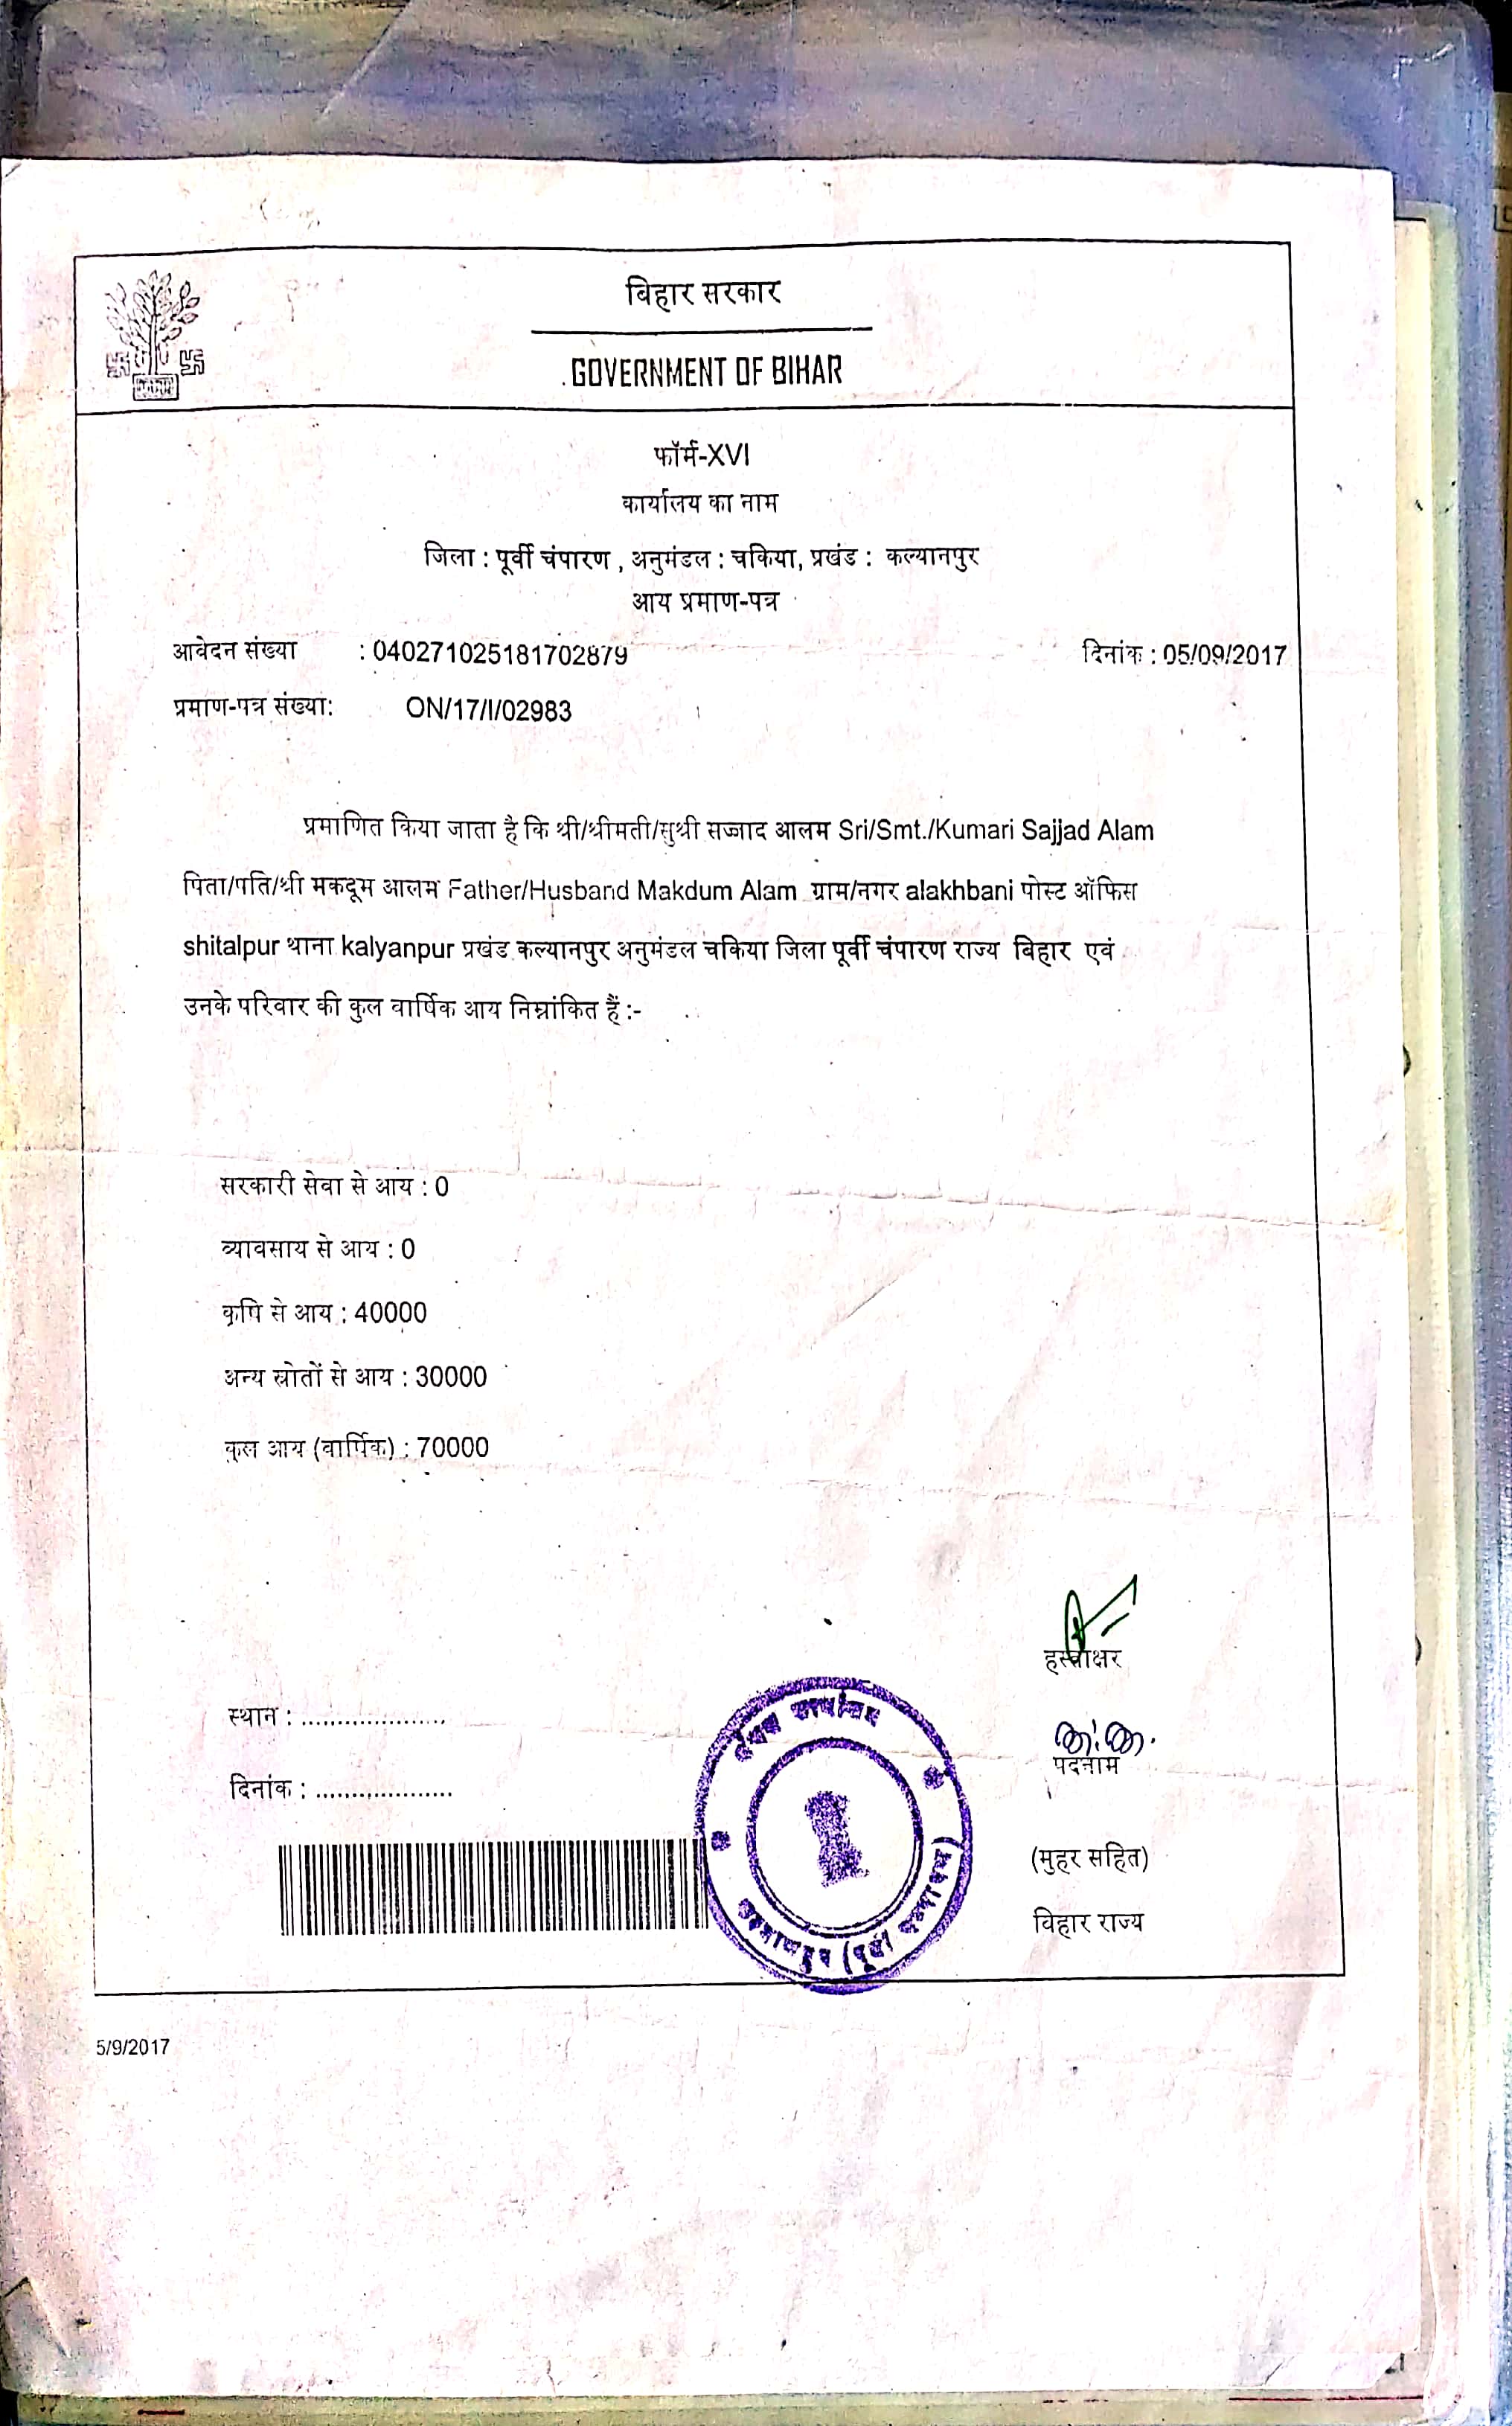 बिहार सरकार
GOVERNMENT OF BIHAR
फॉर्म-XVI
कार्यालय का नाम
जिला : पूर्वी चंपारण , अनुमंडल : चकिया, प्रखंड : कल्यानपुर
आय प्रमाण-पत्र
आवेदन संख्या : 040271025181702879 दिनांक : 05/09/2017
प्रमाण-पत्र संख्या: ON/17/I/02983
प्रमाणित किया जाता है कि श्री/श्रीमती/सुश्री सज्जाद आलम Sri/Smt./Kumari Sajjad Alam
पिता/पति/श्री मकदूम आलम Father/Husband Makdum Alam ग्राम/नगर alakhbani पोस्ट ऑफिस
shitalpur थाना kalyanpur प्रखंड कल्यानपुर अनुमंडल चकिया जिला पूर्वी चंपारण राज्य बिहार एवं
उनके परिवार की कुल वार्षिक आय निम्नांकित हैं :-
सरकारी सेवा से आय : 0
व्यावसाय से आय : 0
कृषि से आय : 40000
अन्य स्रोतों से आय : 30000
कुल आय (वार्षिक) : 70000
हस्ताक्षर
स्थान : ....................
पदनाम
दिनांक : ...................
(मुहर सहित)
बिहार राज्य
5/9/2017